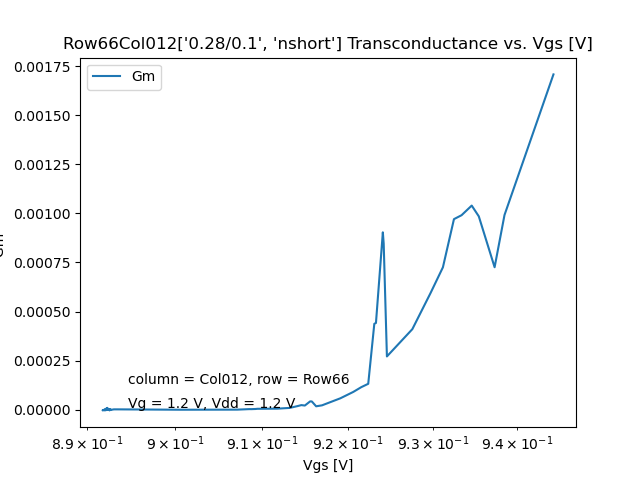 Row66Col012['0.28/0.1', 'nshort'] Transconductance vs. Vgs [V]
Gm
0.00175
0.00150
0.00125
0.00100
0.00075
0.00050
0.00025
0.00000
Gm
column = Col012, row = Row66
Vg = 1.2 V, Vdd = 1.2 V
8.9 × 10⁻¹ 9 × 10⁻¹ 9.1 × 10⁻¹ 9.2 × 10⁻¹ 9.3 × 10⁻¹ 9.4 × 10⁻¹
Vgs [V]